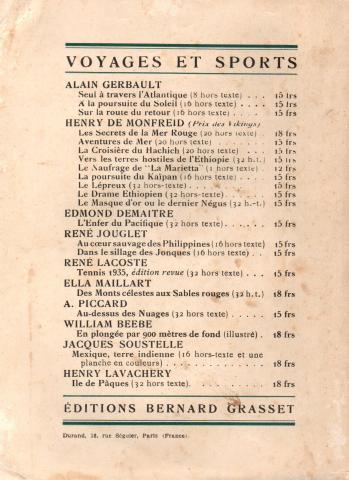 VOYAGES ET SPORTS
ALAIN GERBAULT
Seul à travers l'Atlantique (8 hors texte) . . . 15 frs
A la poursuite du Soleil (16 hors texte) . . . . 15 frs
Sur la route du retour (16 hors texte) . . . . 15 frs
HENRY DE MONFREID (Prix des Vikings)
Les Secrets de la Mer Rouge (20 hors texte) . 18 frs
Aventures de Mer (20 hors texte) . . . . . 15 frs
La Croisière du Hachich (20 hors texte) . . . 15 frs
Vers les terres hostiles de l'Ethiopie (32 h.t.) 15 frs
Le Naufrage de "La Marietta" (1 hors texte) . 12 frs
La poursuite du Kaïpan (16 hors texte) . . . 15 frs
Le Lépreux (32 hors-texte) . . . . . . . 15 frs
Le Drame Ethiopien (32 hors-texte) . . . . 15 frs
Le Masque d'or ou le dernier Négus (32 h.-t.) 15 frs
EDMOND DEMAITRE
L'Enfer du Pacifique (32 hors-texte) . . . . . 15 frs
RENÉ JOUGLET
Au cœur sauvage des Philippines (16 hors texte) 15 frs
Dans le sillage des Jonques (16 hors texte) . . 15 frs
RENÉ LACOSTE
Tennis 1935, édition revue (32 hors texte) . . . 15 frs
ELLA MAILLART
Des Monts célestes aux Sables rouges (32 h.t.) 18 frs
A. PICCARD
Au-dessus des Nuages (32 hors texte) . . . . 15 frs
WILLIAM BEEBE
En plongée par 900 mètres de fond (illustré) . 18 frs
JACQUES SOUSTELLE
Mexique, terre indienne (16 hors-texte et une
planche en couleurs) . . . . . . . . . . . 18 frs
HENRY LAVACHERY
Ile de Pâques (32 hors texte). . . . . . . . 18 frs
ÉDITIONS BERNARD GRASSET
Durand, 18, rue Séguier, Paris (France).